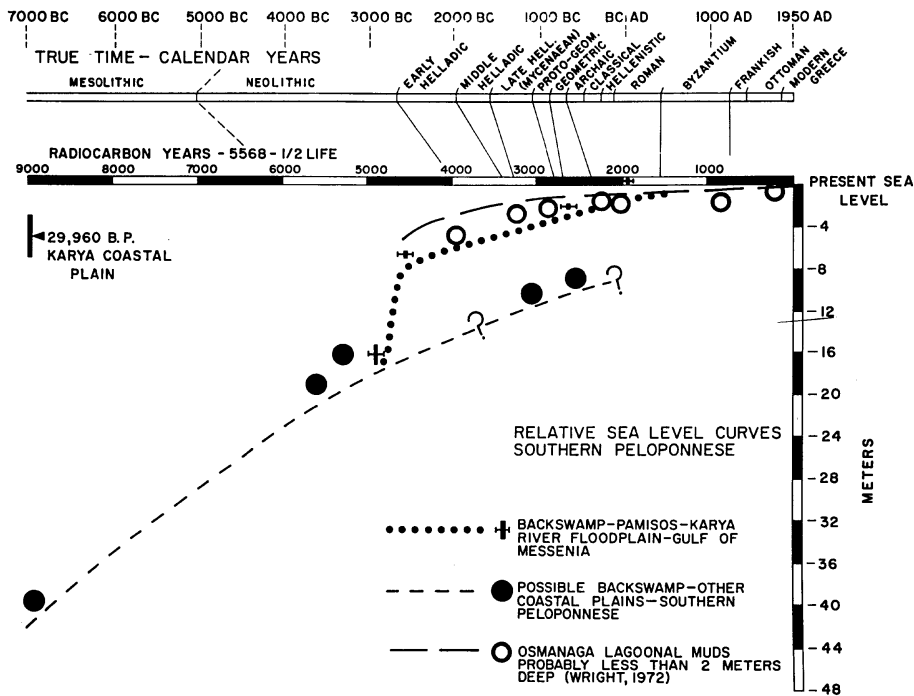 7000 BC 5000 BC 3000 BC 2000 BC 1000 BC BC AD 1000 AD 1950 AD
TRUE TIME — CALENDAR YEARS
MESOLITHIC NEOLITHIC
EARLY
HELLADIC
MIDDLE
HELLADIC
LATE HELL.
(MYCENAEAN)
PROTO-GEOM.
GEOMETRIC
ARCHAIC
CLASSICAL
HELLENISTIC
ROMAN
BYZANTIUM
FRANKISH
OTTOMAN
MODERN
GREECE
RADIOCARBON YEARS - 5568 - 1/2 LIFE
9000 8000 7000 6000 5000 4000 3000 2000 1000
PRESENT SEA
LEVEL
29,960 B.P.
KARYA COASTAL
PLAIN
-4
-8
-12
-16
-20
-24
-28
-32
-36
-40
-44
-48
METERS
?
?
RELATIVE SEA LEVEL CURVES
SOUTHERN PELOPONNESE
BACKSWAMP-PAMISOS-KARYA
RIVER FLOODPLAIN-GULF OF
MESSENIA
POSSIBLE BACKSWAMP-OTHER
COASTAL PLAINS-SOUTHERN
PELOPONNESE
OSMANAGA LAGOONAL MUDS
PROBABLY LESS THAN 2 METERS
DEEP (WRIGHT, 1972)